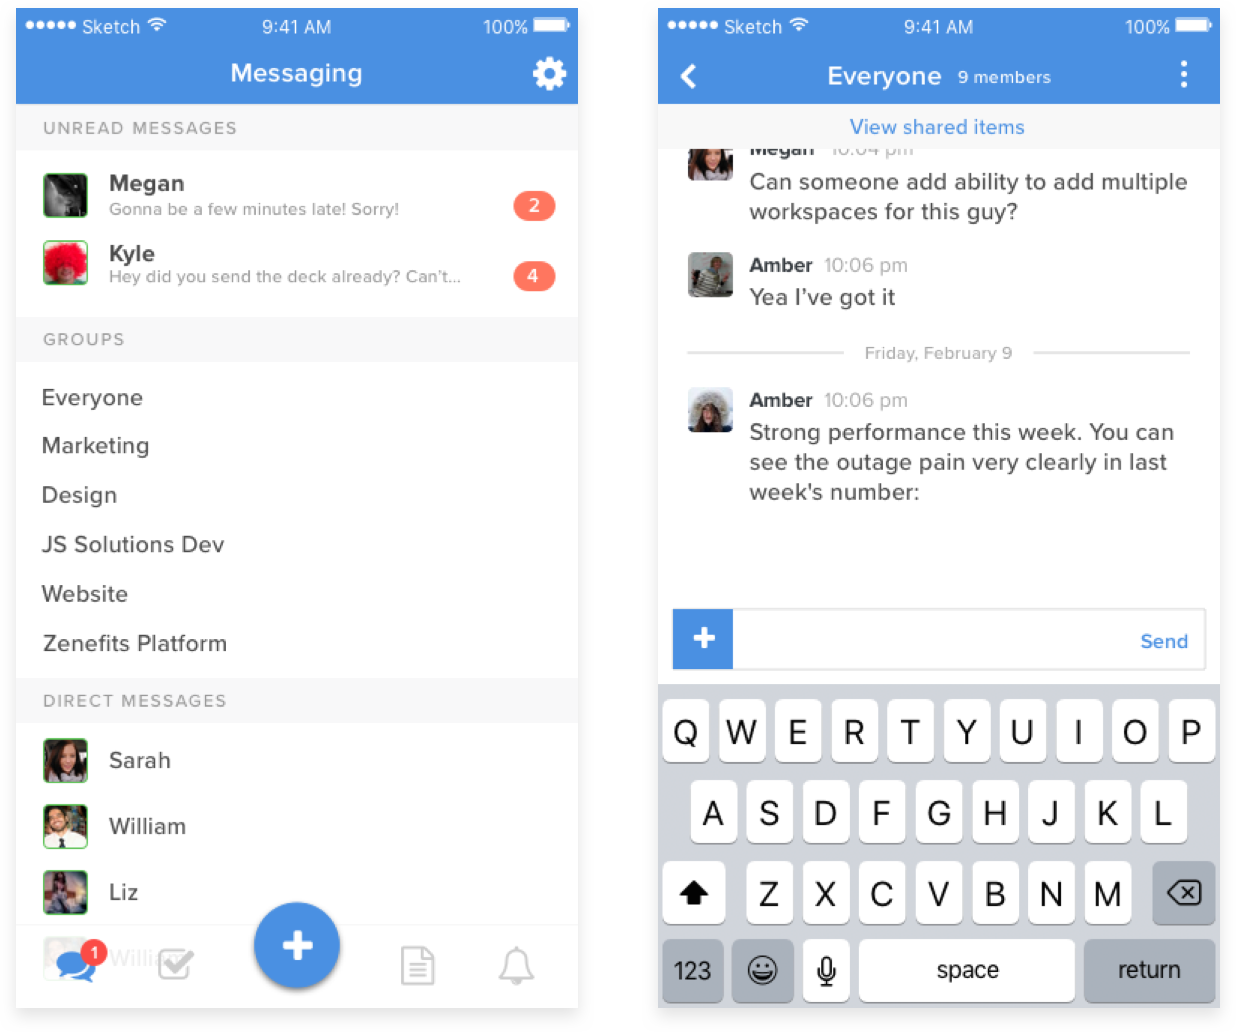 Sketch 9:41 AM 100%
Messaging
UNREAD MESSAGES
Megan
Gonna be a few minutes late! Sorry!
2
Kyle
Hey did you send the deck already? Can't...
4
GROUPS
Everyone
Marketing
Design
JS Solutions Dev
Website
Zenefits Platform
DIRECT MESSAGES
Sarah
William
Liz
William
1
Sketch 9:41 AM 100%
Everyone 9 members
View shared items
Megan 10:04 pm
Can someone add ability to add multiple
workspaces for this guy?
Amber 10:06 pm
Yea I've got it
Friday, February 9
Amber 10:06 pm
Strong performance this week. You can
see the outage pain very clearly in last
week's number:
Send
Q W E R T Y U I O P
A S D F G H J K L
Z X C V B N M
123 space return